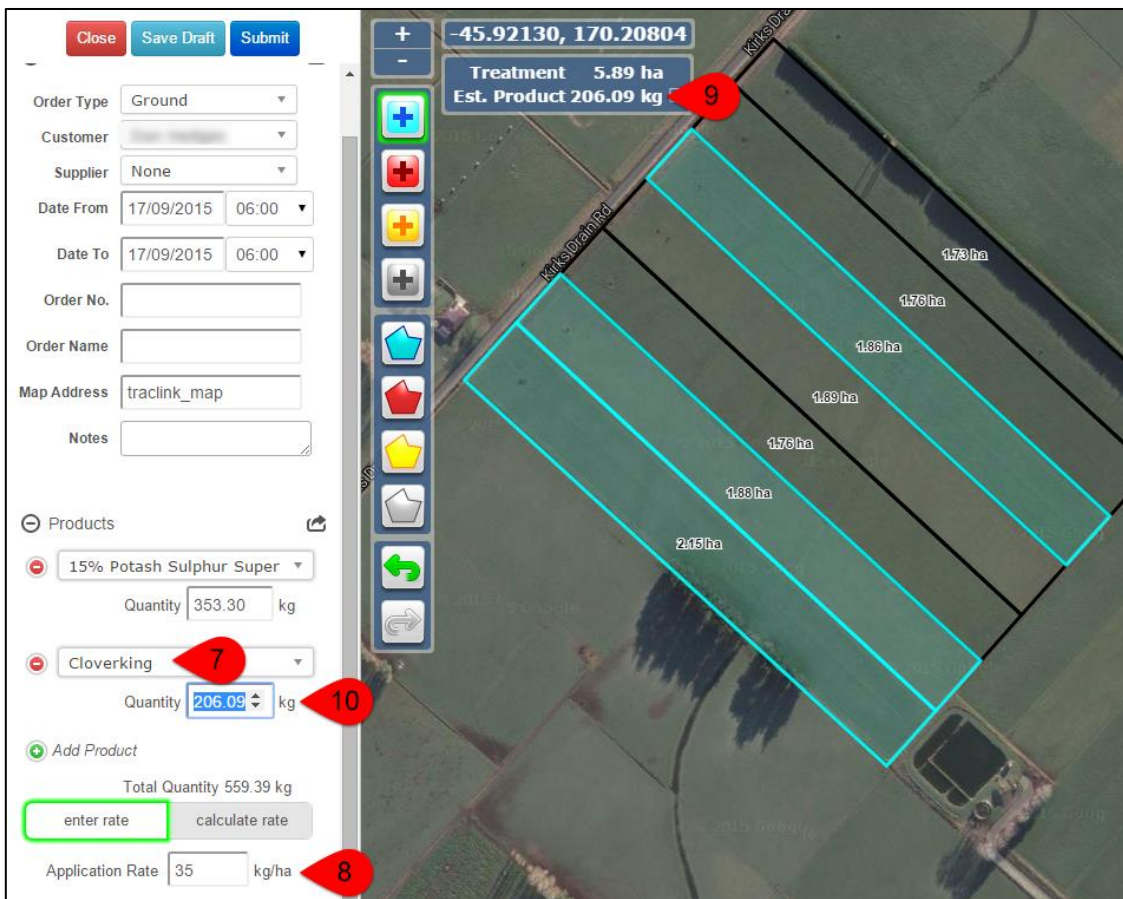 Close Save Draft Submit
Order Type Ground
Customer
Supplier None
Date From 17/09/2015 06:00
Date To 17/09/2015 06:00
Order No.
Order Name
Map Address traclink_map
Notes
Products
15% Potash Sulphur Super
Quantity 353.30 kg
Cloverking 7
Quantity 206.09 kg 10
Add Product
Total Quantity 559.39 kg
enter rate calculate rate
Application Rate 35 kg/ha 8
+
-
-45.92130, 170.20804
Treatment 5.89 ha
Est. Product 206.09 kg 9
Kirks Drain Rd
1.73 ha
1.76 ha
1.86 ha
1.89 ha
1.76 ha
1.88 ha
2.15 ha